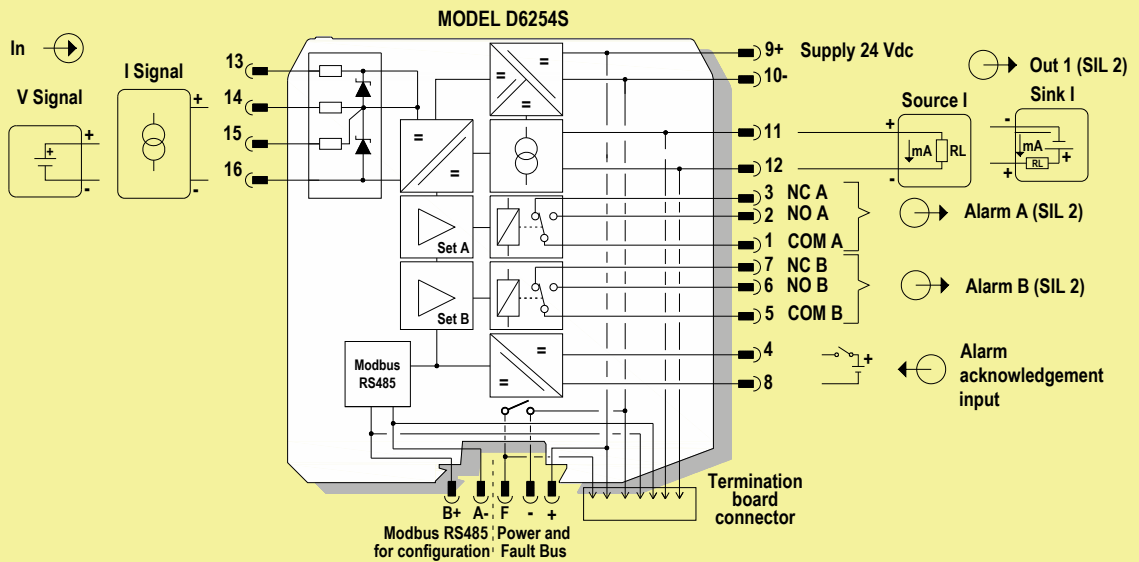 MODEL D6254S
In
I Signal
V Signal
+
-
+
-
13
14
15
16
=
=
=
=
=
Set A
Set B
Modbus
RS485
=
=
9+ Supply 24 Vdc
10-
11
12
3 NC A
2 NO A
1 COM A
7 NC B
6 NO B
5 COM B
4
8
Out 1 (SIL 2)
Source I
Sink I
+
mA
RL
-
-
mA
+
RL
+
Alarm A (SIL 2)
Alarm B (SIL 2)
+
Alarm
acknowledgement
input
Termination
board
connector
B+ A- F - +
Modbus RS485
for configuration
Power and
Fault Bus